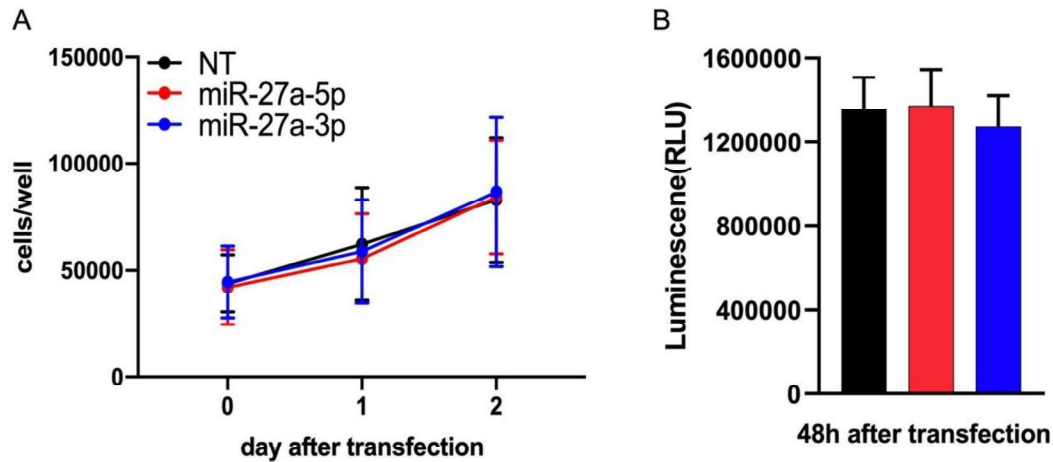 A
150000
100000
50000
0
cells/well
NT
miR-27a-5p
miR-27a-3p
0 1 2
day after transfection
B
1600000
1200000
800000
400000
0
Luminescene(RLU)
48h after transfection